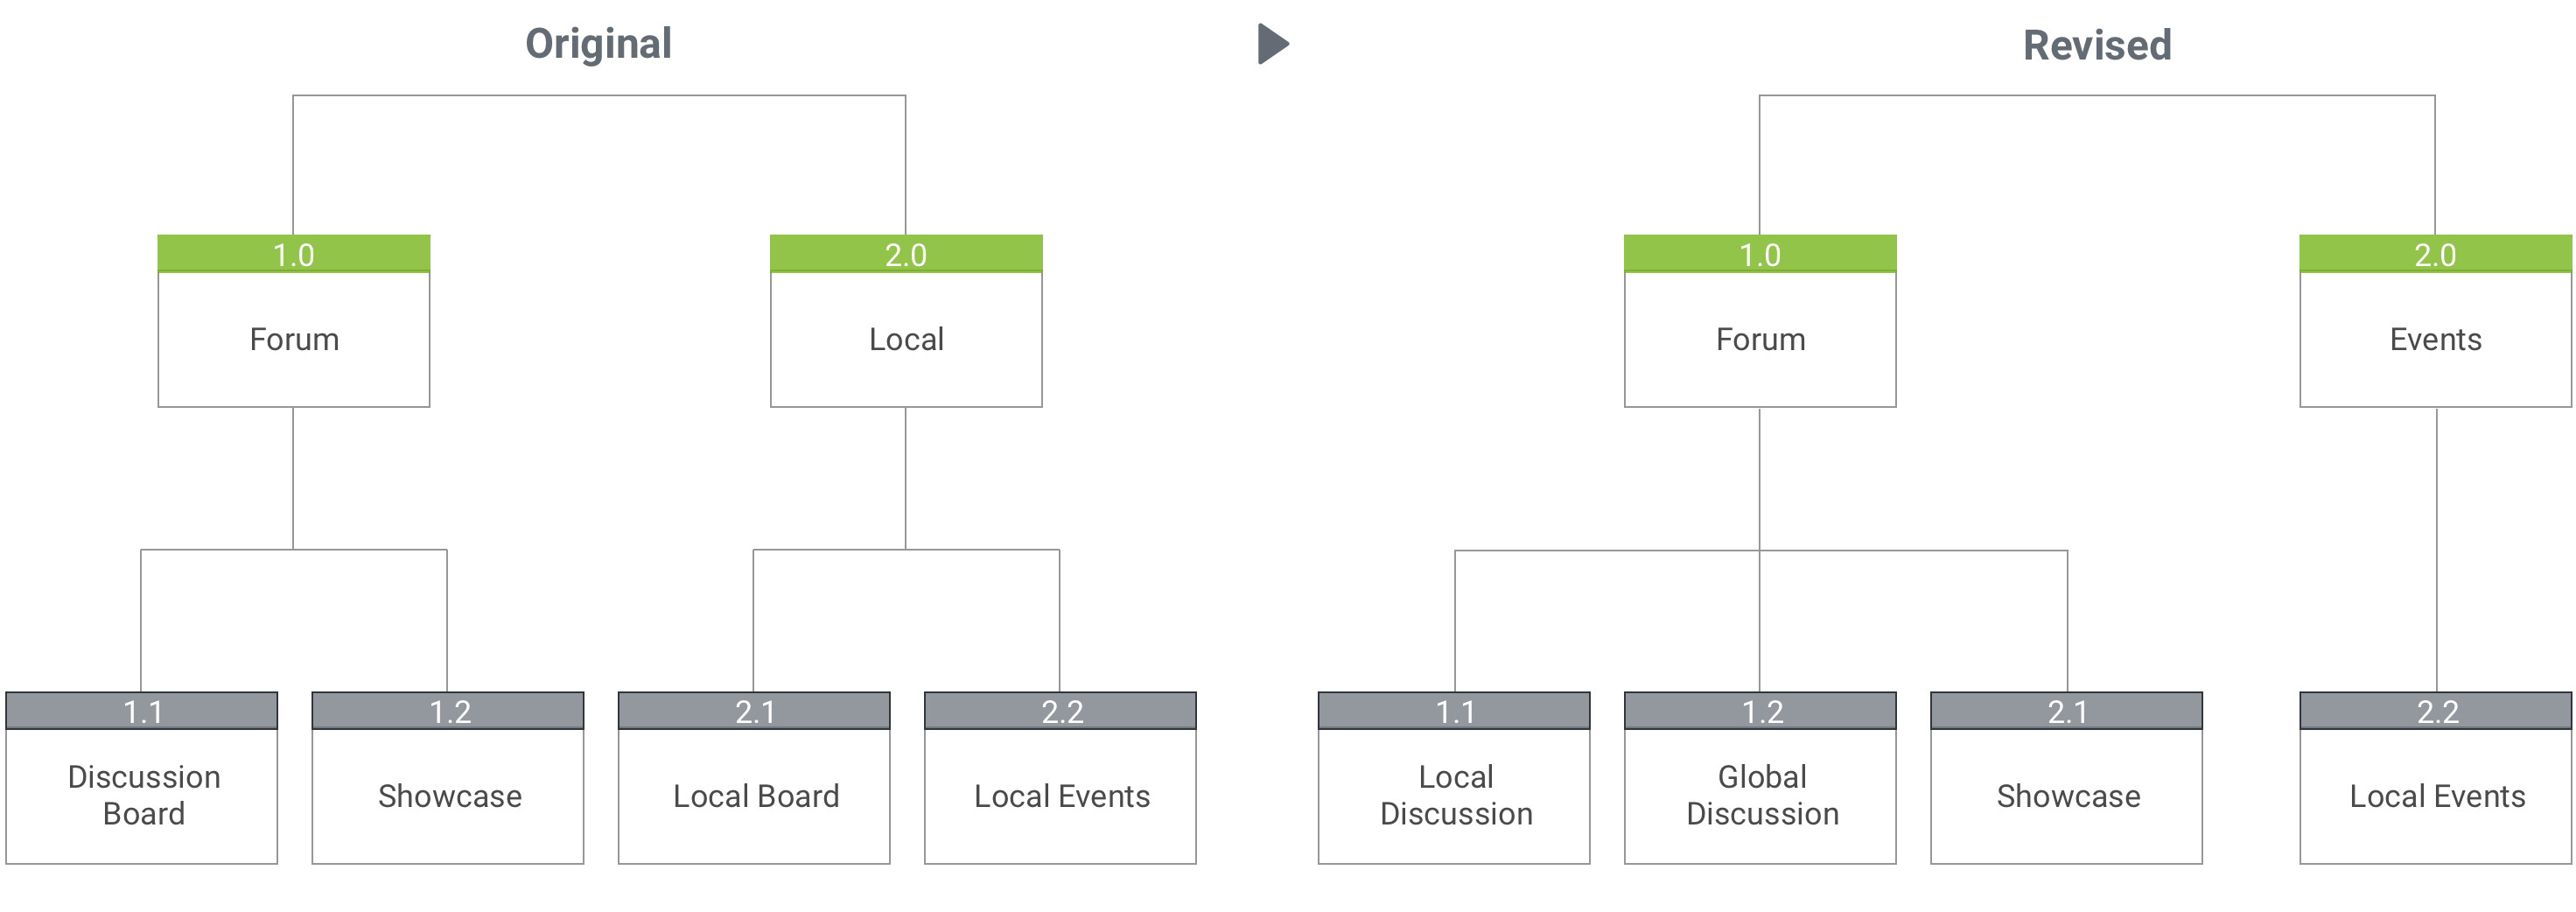 Original
Revised
1.0
2.0
1.0
2.0
Forum
Local
Forum
Events
1.1
1.2
2.1
2.2
1.1
1.2
2.1
2.2
Discussion
Board
Showcase
Local Board
Local Events
Local
Discussion
Global
Discussion
Showcase
Local Events